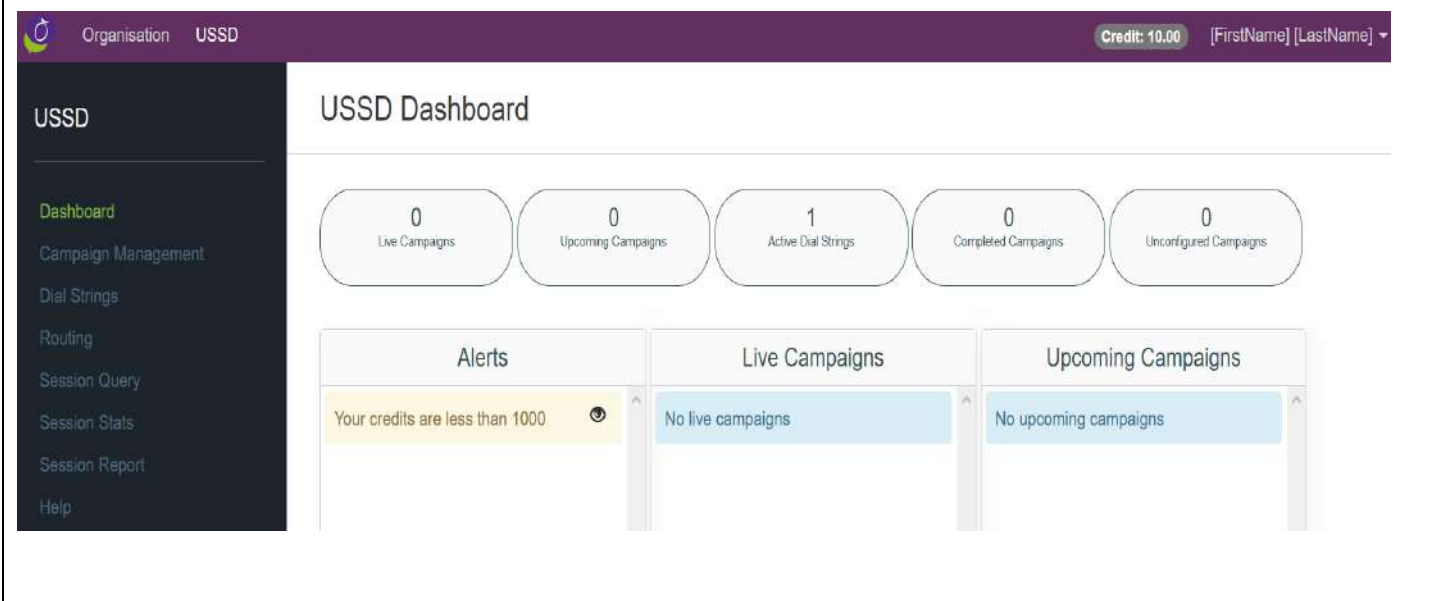 Organisation USSD Credit: 10.00 [FirstName] [LastName]
USSD
Dashboard
Campaign Management
Dial Strings
Routing
Session Query
Session Stats
Session Report
Help
USSD Dashboard
0
Live Campaigns
0
Upcoming Campaigns
1
Active Dial Strings
0
Completed Campaigns
0
Unconfigured Campaigns
Alerts
Your credits are less than 1000
Live Campaigns
No live campaigns
Upcoming Campaigns
No upcoming campaigns